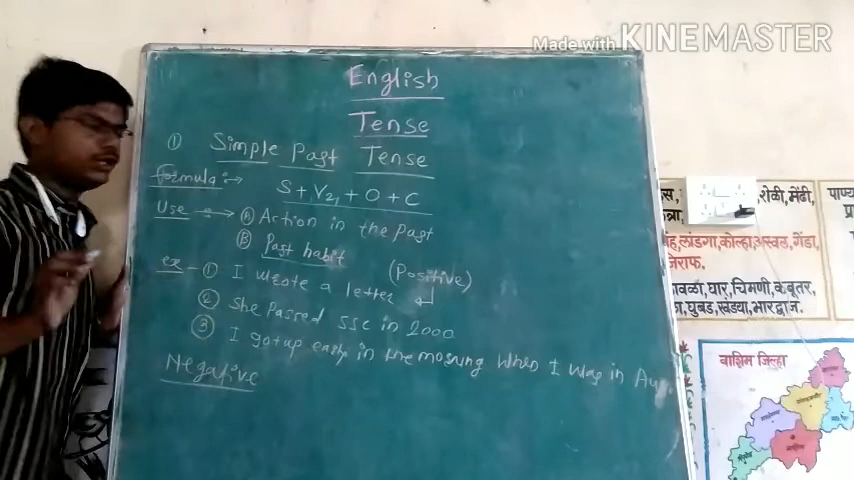 Made with KINEMASTER
English
Tense
① Simple Past Tense
formula :→ S + V2 + O + C
Use :→ Ⓐ Action in the past
Ⓑ Past habit
ex - ① I wrote a letter (Positive)
② She Passed SSC in 2000
③ I got up early in the morning when I was in
Negative
शेळी, मेंढी,
लांडगा, कोल्हा, अस्वल, गेंडा,
जिराफ.
घार, चिमणी, कबूतर,
घुबड, खंड्या, भारद्वाज.
वाशिम जिल्हा